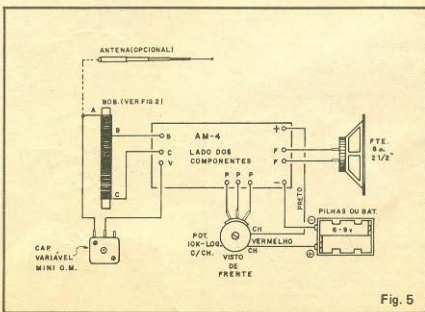 ANTENA (OPCIONAL)
A
BOB. (VER FIG. 2)
B
C
B
C
V
AM-4
LADO DOS
COMPONENTES
+
F
F
-
P P P
FTE.
8 Ω
2 1/2"
PRETO
CAP.
VARIÁVEL
MINI O.M.
POT.
10K-LOG.
C/CH.
CH
VERMELHO
CH
VISTO
DE
FRENTE
PILHAS OU BAT.
6-9v
-
+
Fig. 5